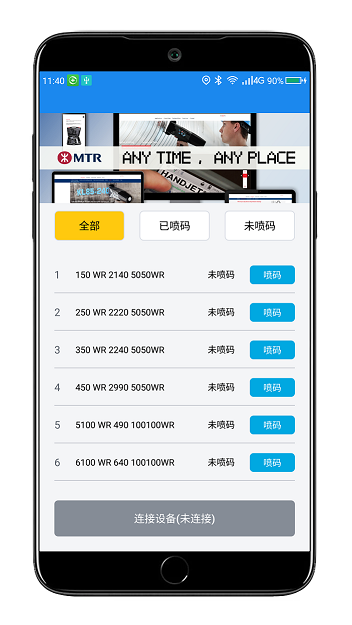 11:40
4G 90%
MTR ANY TIME , ANY PLACE
HANDJET
全部 已喷码 未喷码
1 150 WR 2140 5050WR 未喷码 喷码
2 250 WR 2220 5050WR 未喷码 喷码
3 350 WR 2240 5050WR 未喷码 喷码
4 450 WR 2990 5050WR 未喷码 喷码
5 5100 WR 490 100100WR 未喷码 喷码
6 6100 WR 640 100100WR 未喷码 喷码
连接设备(未连接)